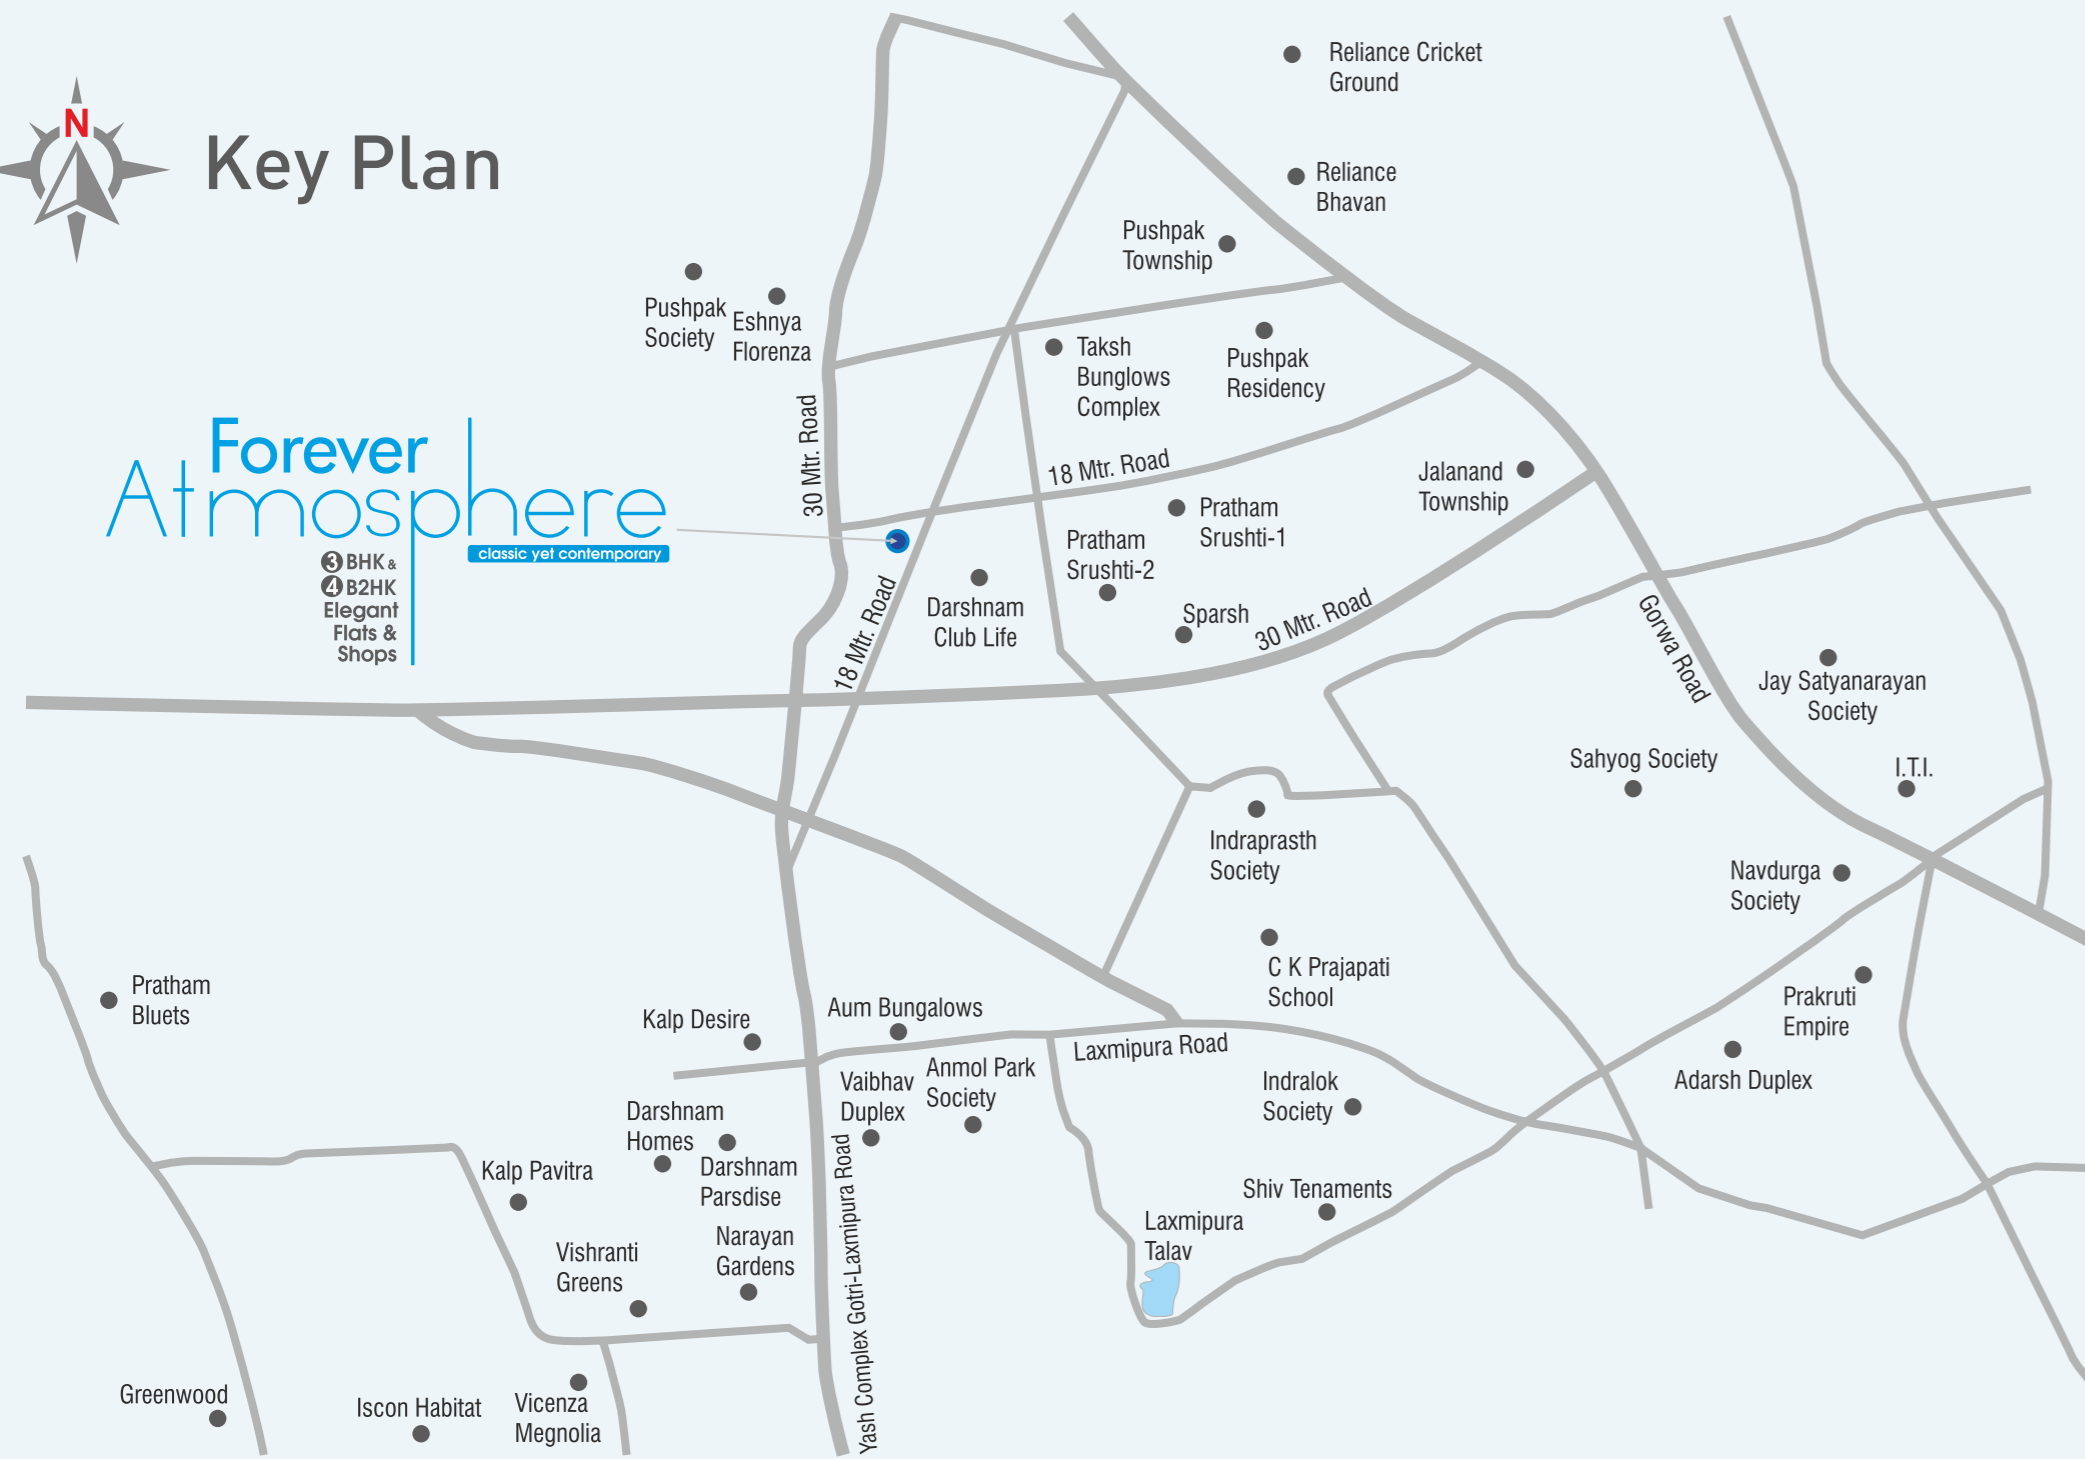 N
Key Plan
Reliance Cricket
Ground
Reliance
Bhavan
Pushpak
Township
Pushpak
Society
Eshnya
Florenza
Taksh
Bunglows
Complex
Pushpak
Residency
30 Mtr. Road
18 Mtr. Road
Forever
Atmosphere
classic yet contemporary
3 BHK &
4 B2HK
Elegant
Flats &
Shops
Jalanand
Township
Pratham
Srushti-1
Pratham
Srushti-2
Darshnam
Club Life
18 Mtr. Road
Sparsh
30 Mtr. Road
Gorwa Road
Jay Satyanarayan
Society
Sahyog Society
I.T.I.
Indraprasth
Society
Navdurga
Society
C K Prajapati
School
Pratham
Bluets
Kalp Desire
Aum Bungalows
Laxmipura Road
Prakruti
Empire
Adarsh Duplex
Vaibhav
Duplex
Anmol Park
Society
Indralok
Society
Darshnam
Homes
Darshnam
Parsdise
Kalp Pavitra
Shiv Tenaments
Laxmipura
Talav
Narayan
Gardens
Vishranti
Greens
Yash Complex Gotri-Laxmipura Road
Greenwood
Iscon Habitat
Vicenza
Megnolia